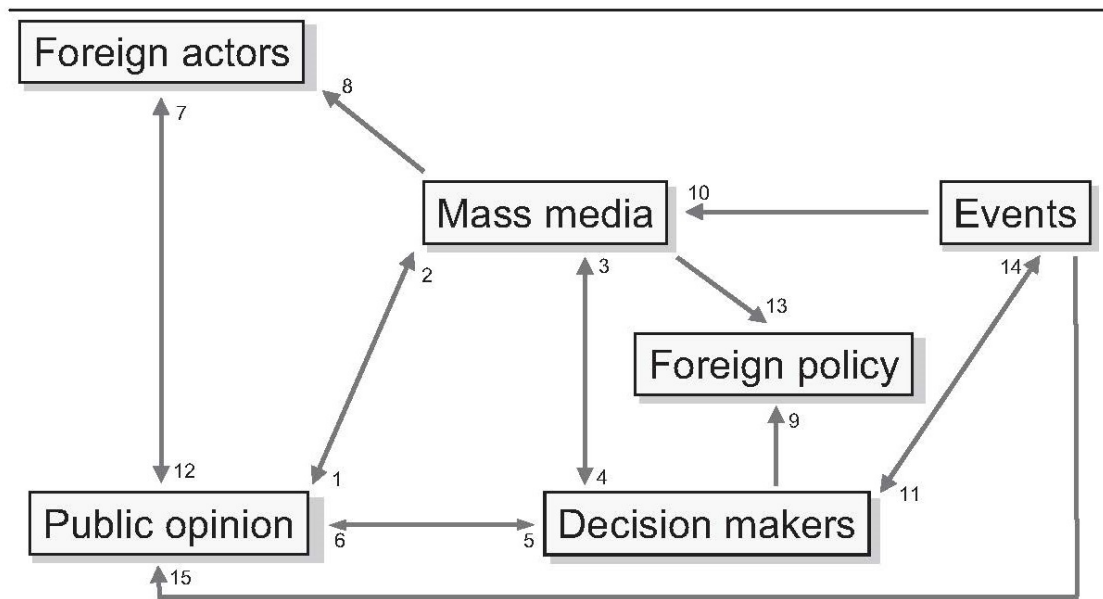 Foreign actors
8
7
Mass media
10
Events
2
3
14
13
Foreign policy
9
12
1
4
11
Public opinion
Decision makers
6
5
15